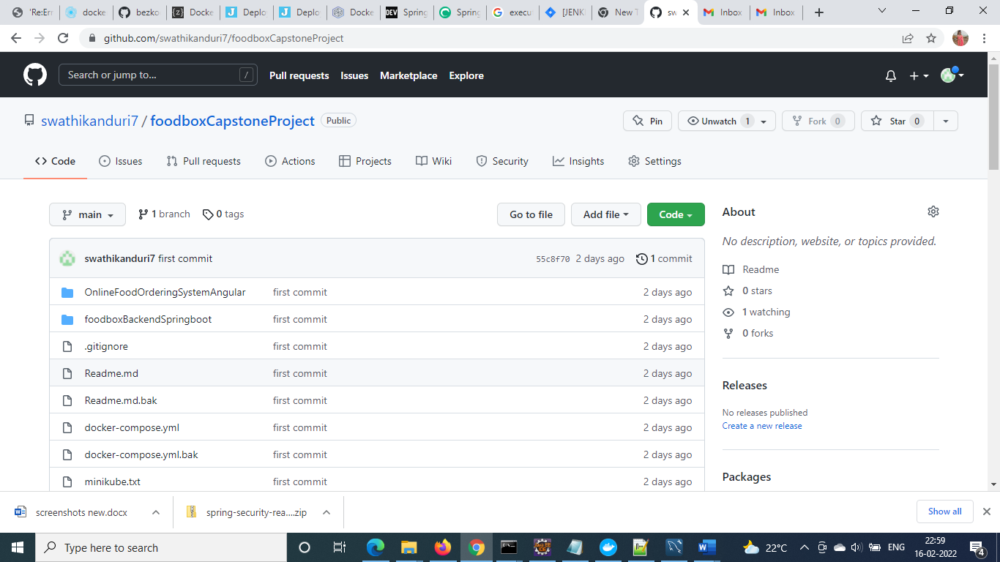 'Re:Err
docke
bezko
Docke
Deplo
Deplo
Docke
DEV Spring
Spring
execu
[JENK
New T
sw
Inbox
Inbox
github.com/swathikanduri7/foodboxCapstoneProject
Search or jump to... /
Pull requests Issues Marketplace Explore
swathikanduri7 / foodboxCapstoneProject Public
Pin Unwatch 1 Fork 0 Star 0
Code Issues Pull requests Actions Projects Wiki Security Insights Settings
main 1 branch 0 tags Go to file Add file Code
swathikanduri7 first commit 55c8f70 2 days ago 1 commit
OnlineFoodOrderingSystemAngular first commit 2 days ago
foodboxBackendSpringboot first commit 2 days ago
.gitignore first commit 2 days ago
Readme.md first commit 2 days ago
Readme.md.bak first commit 2 days ago
docker-compose.yml first commit 2 days ago
docker-compose.yml.bak first commit 2 days ago
minikube.txt first commit 2 days ago
About
No description, website, or topics provided.
Readme
0 stars
1 watching
0 forks
Releases
No releases published
Create a new release
Packages
screenshots new.docx
spring-security-rea....zip
Show all
Type here to search
22°C
ENG
22:59
16-02-2022
4